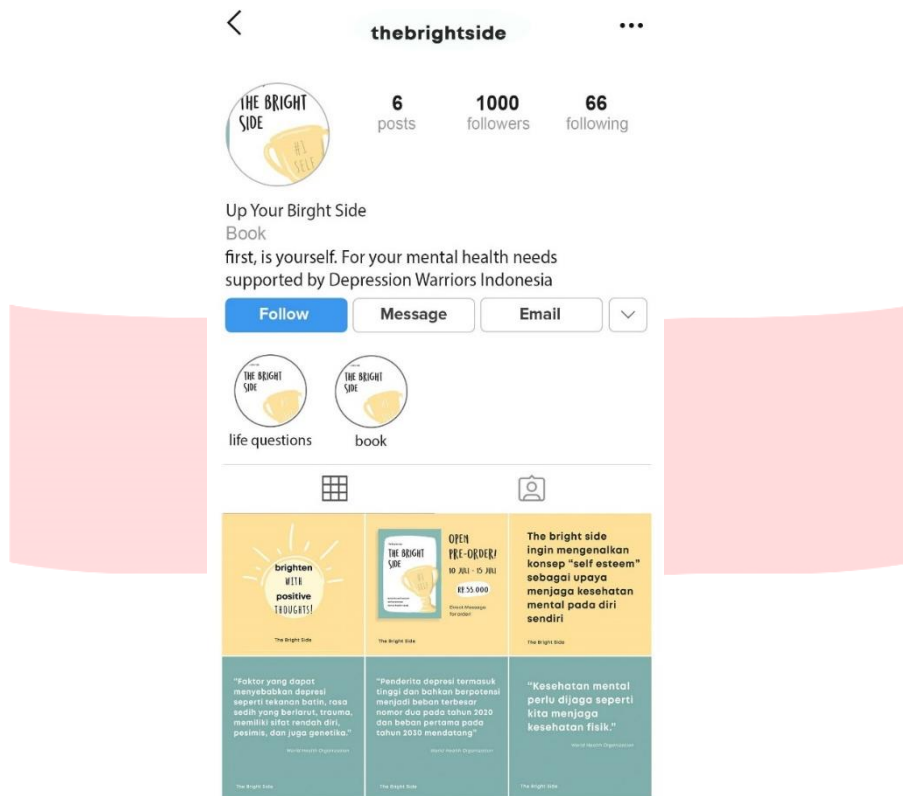 thebrightside
THE BRIGHT
SIDE
#1
SELF
6
posts
1000
followers
66
following
Up Your Birght Side
Book
first, is yourself. For your mental health needs
supported by Depression Warriors Indonesia
Follow
Message
Email
THE BRIGHT
SIDE
life questions
THE BRIGHT
SIDE
book
brighten
WITH
positive
THOUGHTS!
The Bright Side
THE BRIGHT
SIDE
OPEN
PRE-ORDER!
10 JULI - 15 JULI
RP 55.000
Direct Message
for order!
The Bright Side
The bright side
ingin mengenalkan
konsep "self esteem"
sebagai upaya
menjaga kesehatan
mental pada diri
sendiri
The Bright Side
"Faktor yang dapat
menyebabkan depresi
seperti tekanan batin, rasa
sedih yang berlarut, trauma,
memiliki sifat rendah diri,
pesimis, dan juga genetika."
World Health Organization
The Bright Side
"Penderita depresi termasuk
tinggi dan bahkan berpotensi
menjadi beban terbesar
nomor dua pada tahun 2020
dan beban pertama pada
tahun 2030 mendatang"
World Health Organization
The Bright Side
"Kesehatan mental
perlu dijaga seperti
kita menjaga
kesehatan fisik."
World Health Organization
The Bright Side